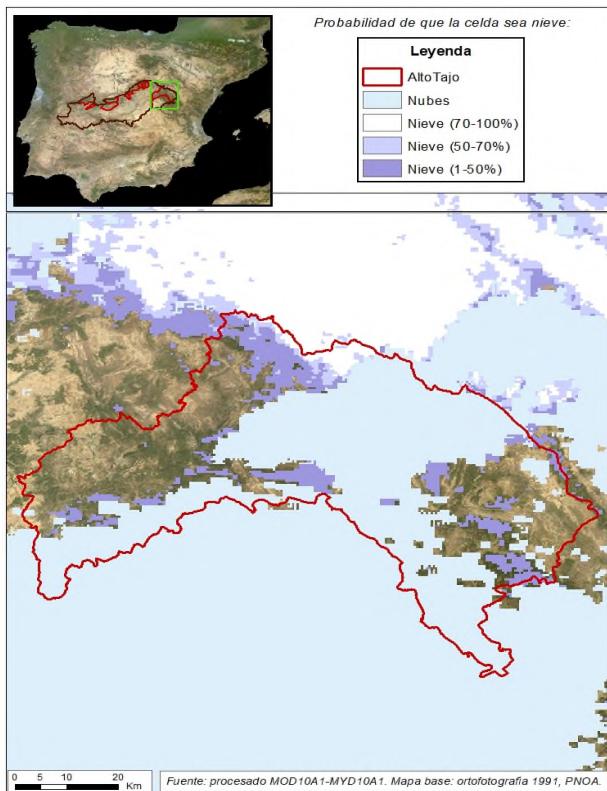 Probabilidad de que la celda sea nieve:
Leyenda
AltoTajo
Nubes
Nieve (70-100%)
Nieve (50-70%)
Nieve (1-50%)
0 5 10 20
Km
Fuente: procesado MOD10A1-MYD10A1. Mapa base: ortofotografia 1991, PNOA.